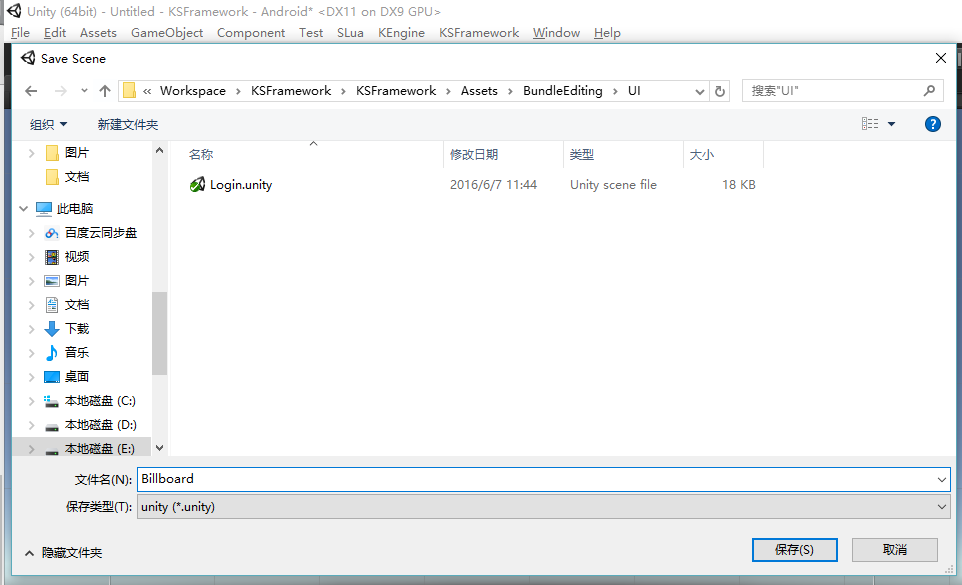 Unity (64bit) - Untitled - KSFramework - Android* <DX11 on DX9 GPU>
File Edit Assets GameObject Component Test SLua KEngine KSFramework Window Help
Save Scene
« Workspace › KSFramework › KSFramework › Assets › BundleEditing › UI 搜索"UI"
组织 新建文件夹
图片 名称 修改日期 类型 大小
文档 Login.unity 2016/6/7 11:44 Unity scene file 18 KB
此电脑
百度云同步盘
视频
图片
文档
下载
音乐
桌面
本地磁盘 (C:)
本地磁盘 (D:)
本地磁盘 (E:)
文件名(N): Billboard
保存类型(T): unity (*.unity)
隐藏文件夹 保存(S) 取消